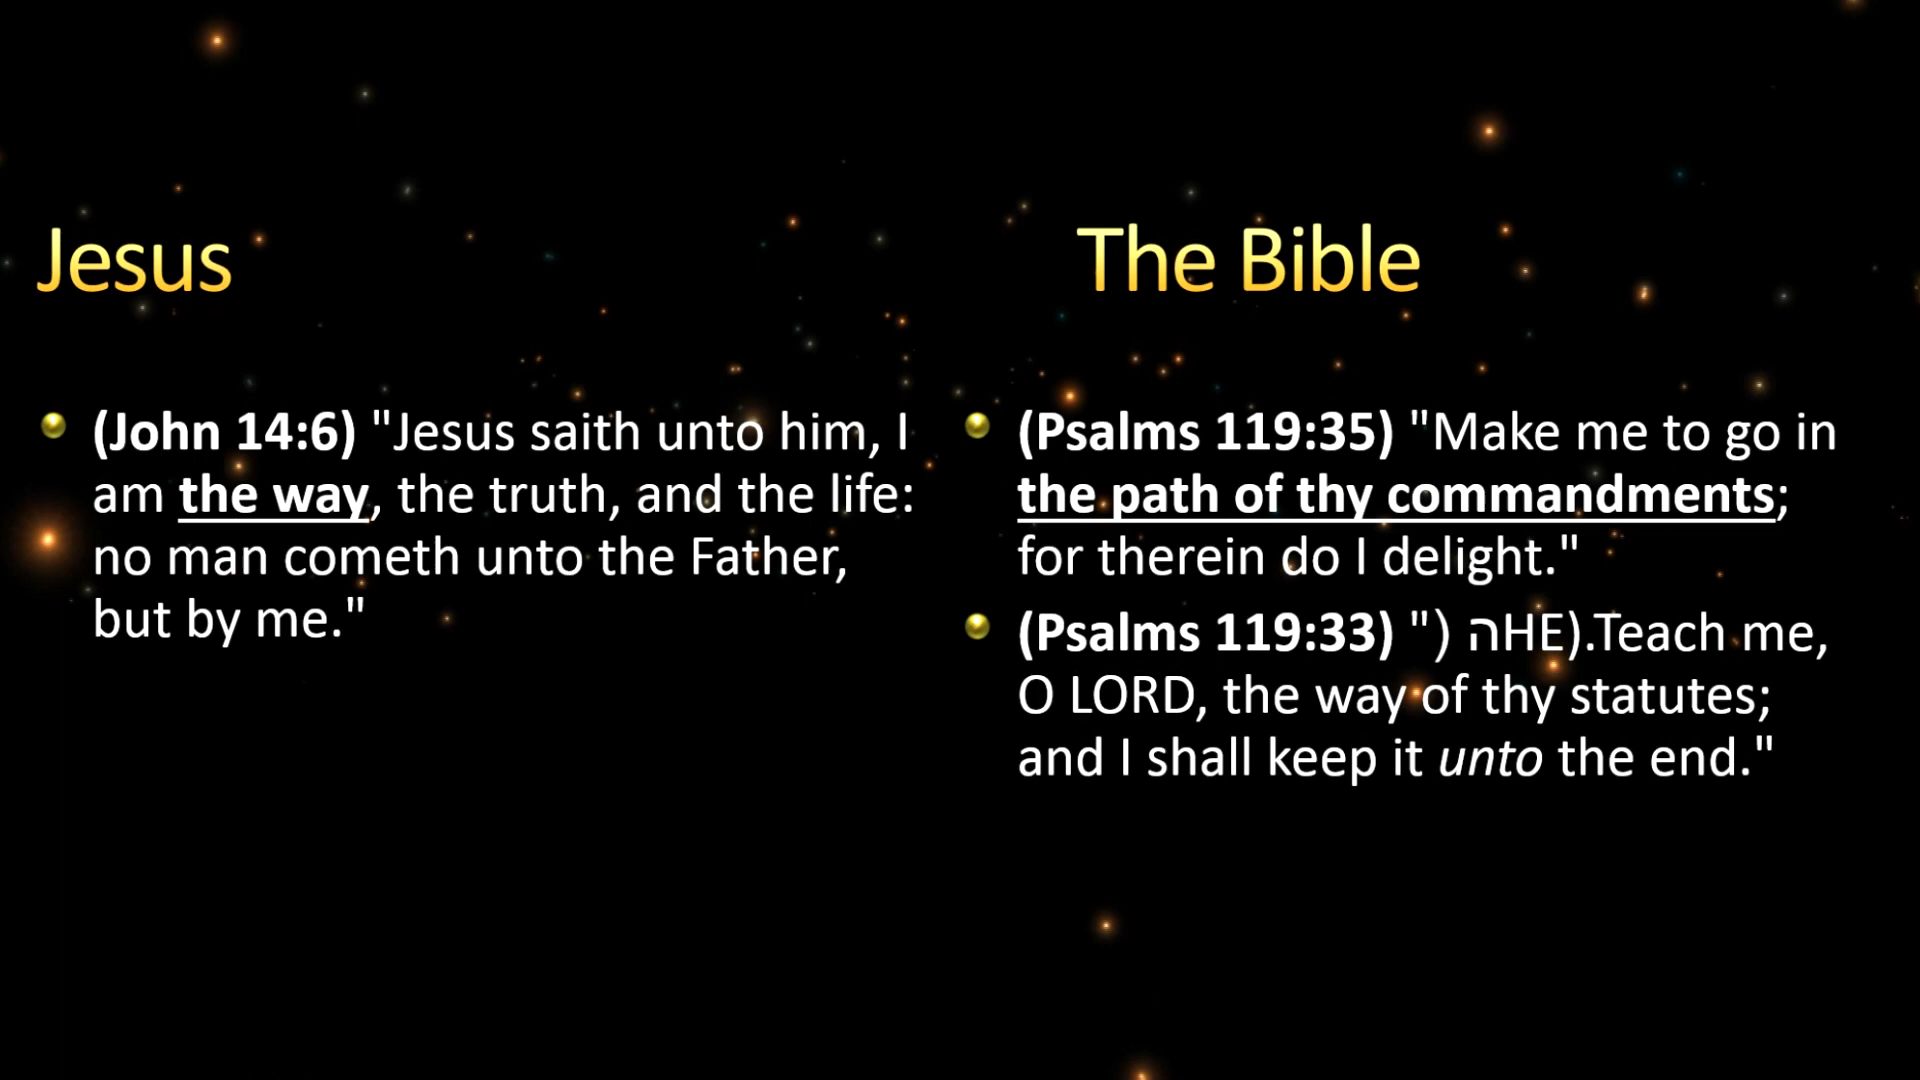 Jesus
(John 14:6) "Jesus saith unto him, I
am the way, the truth, and the life:
no man cometh unto the Father,
but by me."
The Bible
(Psalms 119:35) "Make me to go in
the path of thy commandments;
for therein do I delight."
(Psalms 119:33) ") הHE).Teach me,
O LORD, the way of thy statutes;
and I shall keep it unto the end."